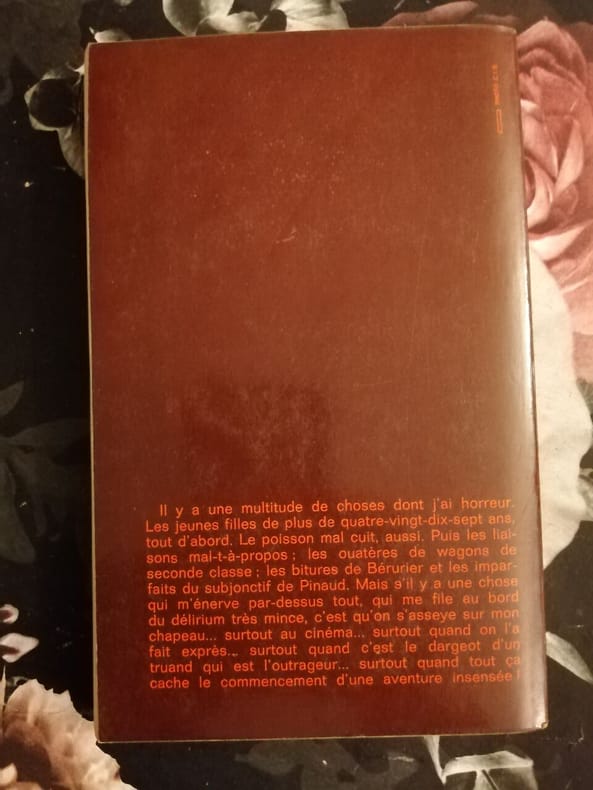 Il y a une multitude de choses dont j'ai horreur.
Les jeunes filles de plus de quatre-vingt-dix-sept ans,
tout d'abord. Le poisson mal cuit, aussi. Puis les liai-
sons mal-t-à-propos ; les ouatères de wagons de
seconde classe ; les bitures de Bérurier et les impar-
faits du subjonctif de Pinaud. Mais s'il y a une chose
qui m'énerve par-dessus tout, qui me file au bord
du délirium très mince, c'est qu'on s'asseye sur mon
chapeau... surtout au cinéma... surtout quand on l'a
fait exprès... surtout quand c'est le dargeot d'un
truand qui est l'outrageur... surtout quand tout ça
cache le commencement d'une aventure insensée !